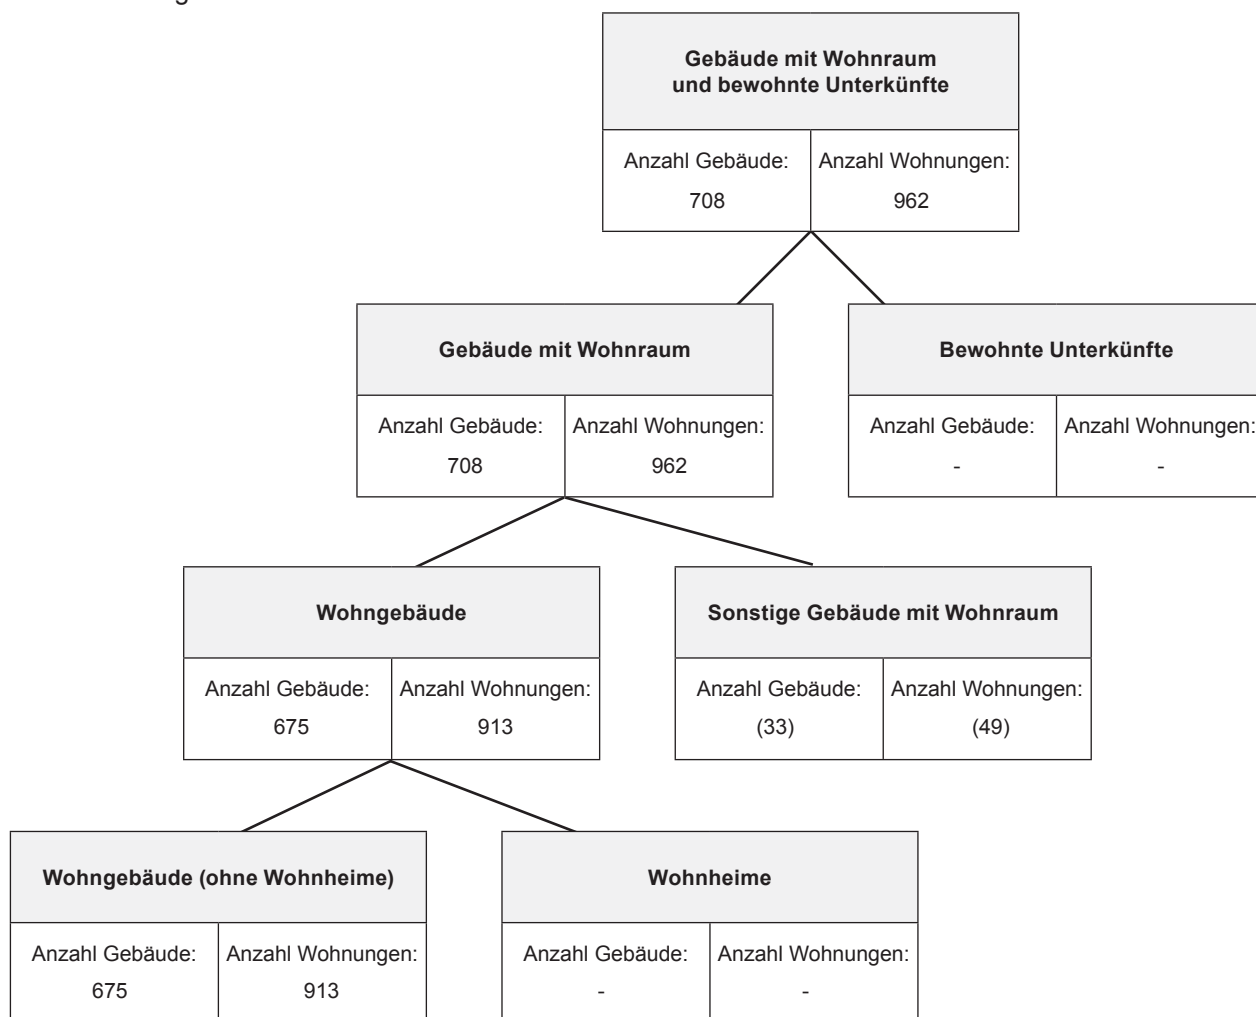 Gebäude mit Wohnraum
und bewohnte Unterkünfte
Anzahl Gebäude:
708
Anzahl Wohnungen:
962
Gebäude mit Wohnraum
Anzahl Gebäude:
708
Anzahl Wohnungen:
962
Bewohnte Unterkünfte
Anzahl Gebäude:
-
Anzahl Wohnungen:
-
Wohngebäude
Anzahl Gebäude:
675
Anzahl Wohnungen:
913
Sonstige Gebäude mit Wohnraum
Anzahl Gebäude:
(33)
Anzahl Wohnungen:
(49)
Wohngebäude (ohne Wohnheime)
Anzahl Gebäude:
675
Anzahl Wohnungen:
913
Wohnheime
Anzahl Gebäude:
-
Anzahl Wohnungen:
-